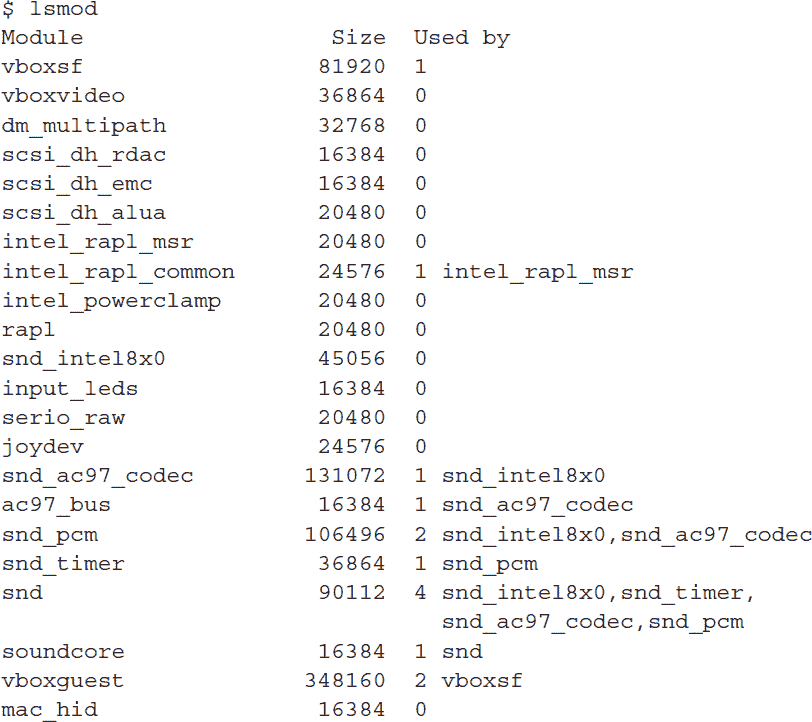 $ lsmod
Module                  Size  Used by
vboxsf                 81920  1
vboxvideo              36864  0
dm_multipath           32768  0
scsi_dh_rdac           16384  0
scsi_dh_emc            16384  0
scsi_dh_alua           20480  0
intel_rapl_msr         20480  0
intel_rapl_common      24576  1 intel_rapl_msr
intel_powerclamp       20480  0
rapl                   20480  0
snd_intel8x0           45056  0
input_leds             16384  0
serio_raw              20480  0
joydev                 24576  0
snd_ac97_codec        131072  1 snd_intel8x0
ac97_bus               16384  1 snd_ac97_codec
snd_pcm               106496  2 snd_intel8x0,snd_ac97_codec
snd_timer              36864  1 snd_pcm
snd                    90112  4 snd_intel8x0,snd_timer,
                                snd_ac97_codec,snd_pcm
soundcore              16384  1 snd
vboxguest             348160  2 vboxsf
mac_hid                16384  0